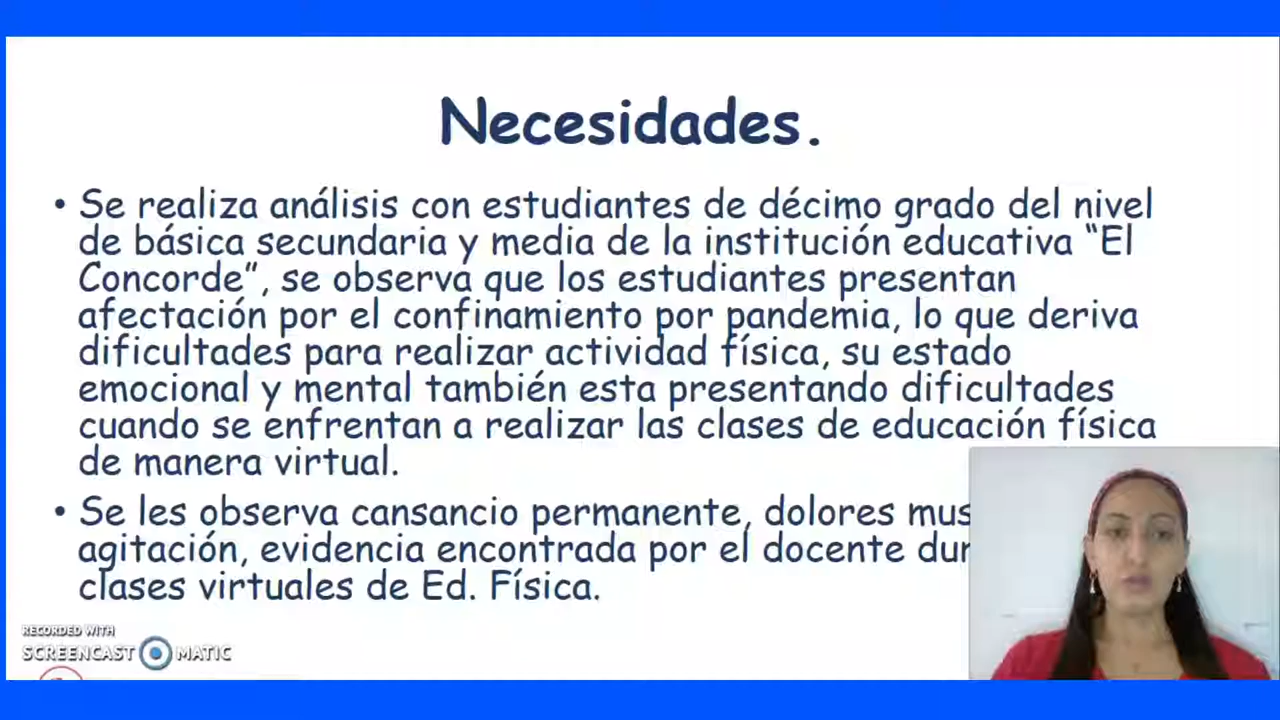 Necesidades.
• Se realiza análisis con estudiantes de décimo grado del nivel
de básica secundaria y media de la institución educativa “El
Concorde”, se observa que los estudiantes presentan
afectación por el confinamiento por pandemia, lo que deriva
dificultades para realizar actividad física, su estado
emocional y mental también esta presentando dificultades
cuando se enfrentan a realizar las clases de educación física
de manera virtual.
• Se les observa cansancio permanente, dolores
agitación, evidencia encontrada por el docente
clases virtuales de Ed. Física.
RECORDED WITH
SCREENCAST MATIC